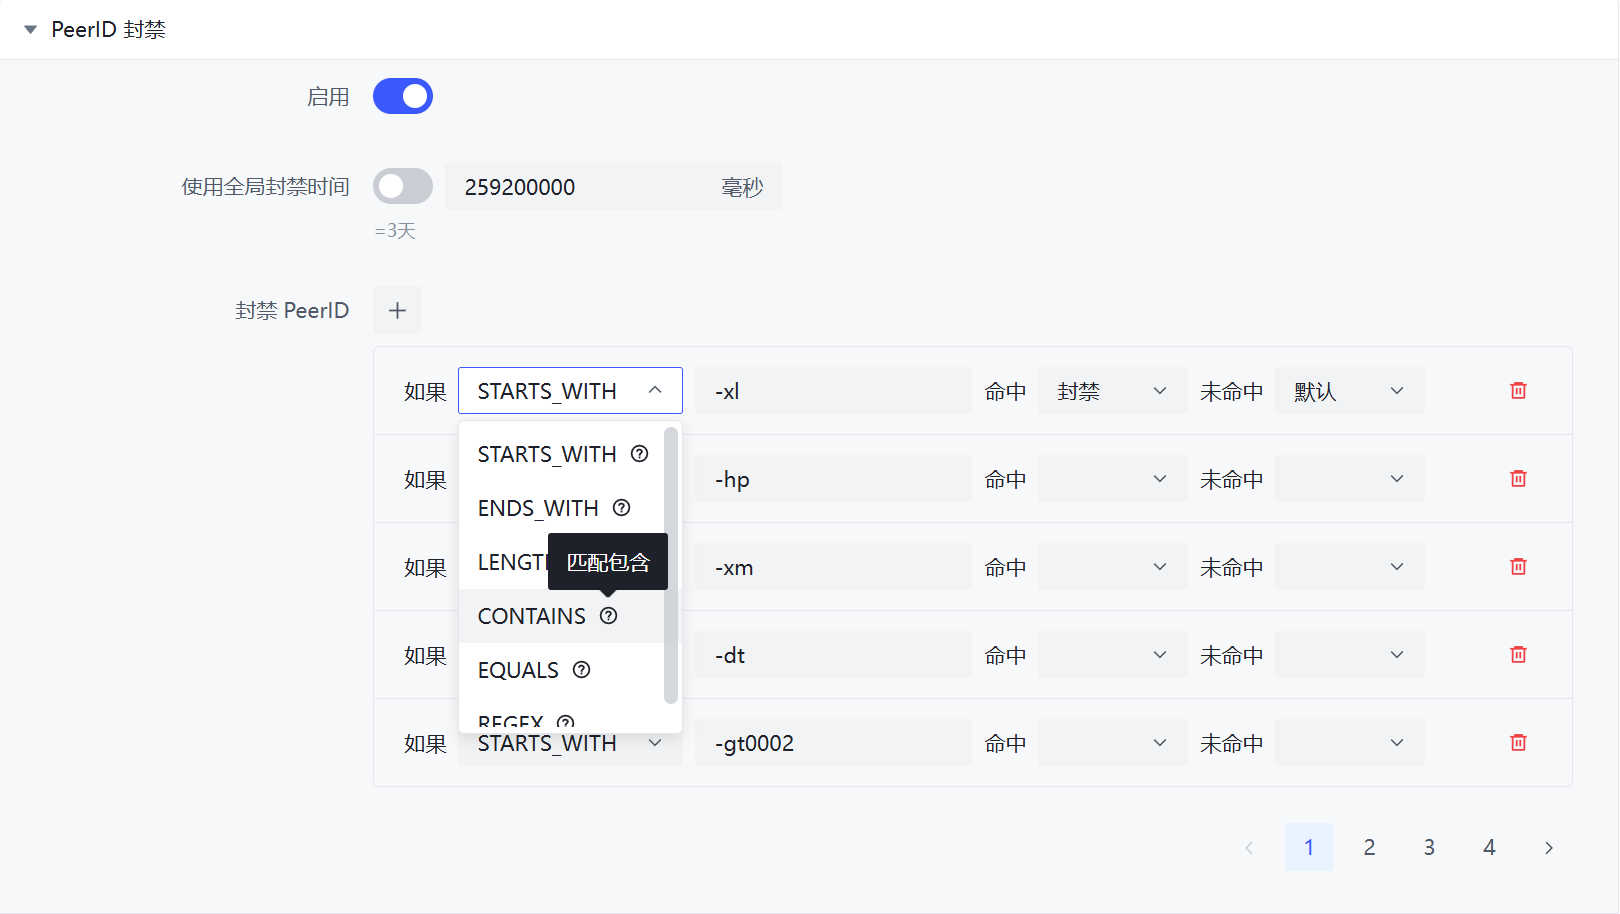 PeerID 封禁
启用
使用全局封禁时间 259200000 毫秒
=3天
封禁 PeerID
如果 STARTS_WITH -xl 命中 封禁 未命中 默认
STARTS_WITH
如果 -hp 命中 未命中
ENDS_WITH
如果 LENGT 匹配包含 -xm 命中 未命中
CONTAINS
如果 -dt 命中 未命中
EQUALS
REGEX
如果 STARTS_WITH -gt0002 命中 未命中
1 2 3 4